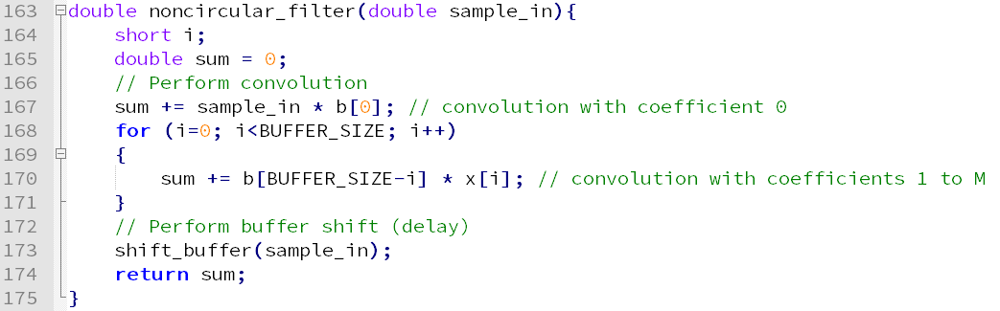 163 double noncircular_filter(double sample_in){
164     short i;
165     double sum = 0;
166     // Perform convolution
167     sum += sample_in * b[0]; // convolution with coefficient 0
168     for (i=0; i<BUFFER_SIZE; i++)
169     {
170         sum += b[BUFFER_SIZE-i] * x[i]; // convolution with coefficients 1 to M
171     }
172     // Perform buffer shift (delay)
173     shift_buffer(sample_in);
174     return sum;
175 }